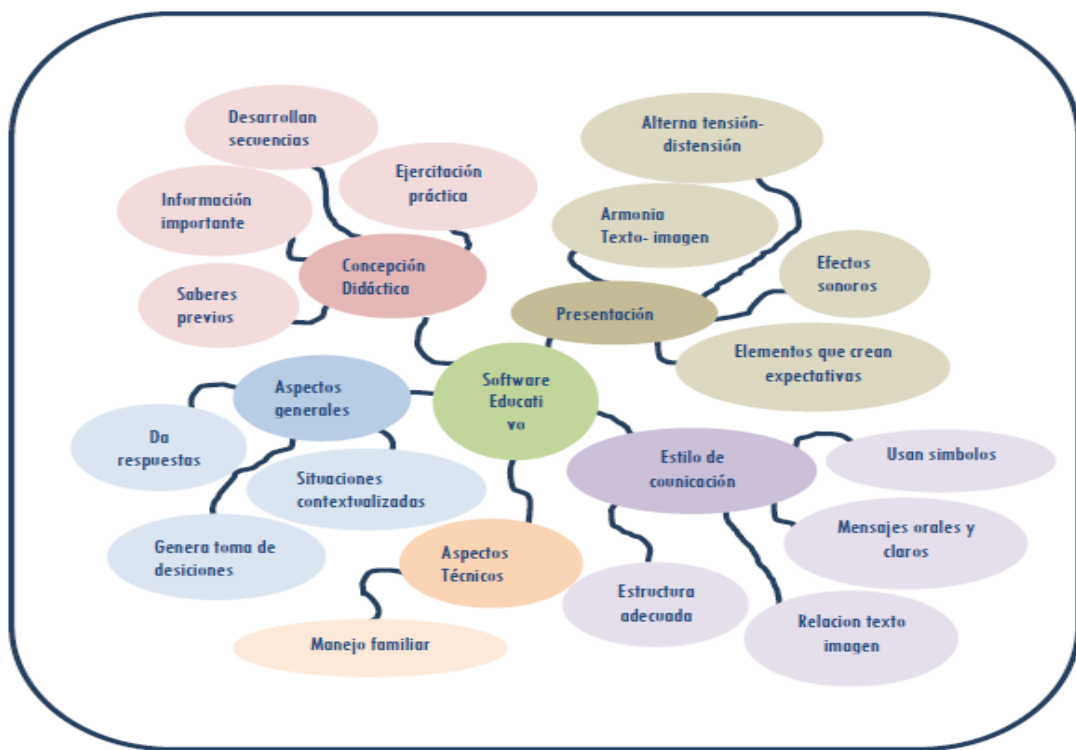 Desarrollan
secuencias
Ejercitación
práctica
Información
importante
Concepción
Didáctica
Saberes
previos
Alterna tensión-
distensión
Armonia
Texto- imagen
Efectos
sonoros
Presentación
Elementos que crean
expectativas
Software
Educati
vo
Aspectos
generales
Da
respuestas
Situaciones
contextualizadas
Genera toma de
desiciones
Aspectos
Técnicos
Manejo familiar
Estilo de
counicación
Usan simbolos
Mensajes orales y
claros
Estructura
adecuada
Relacion texto
imagen